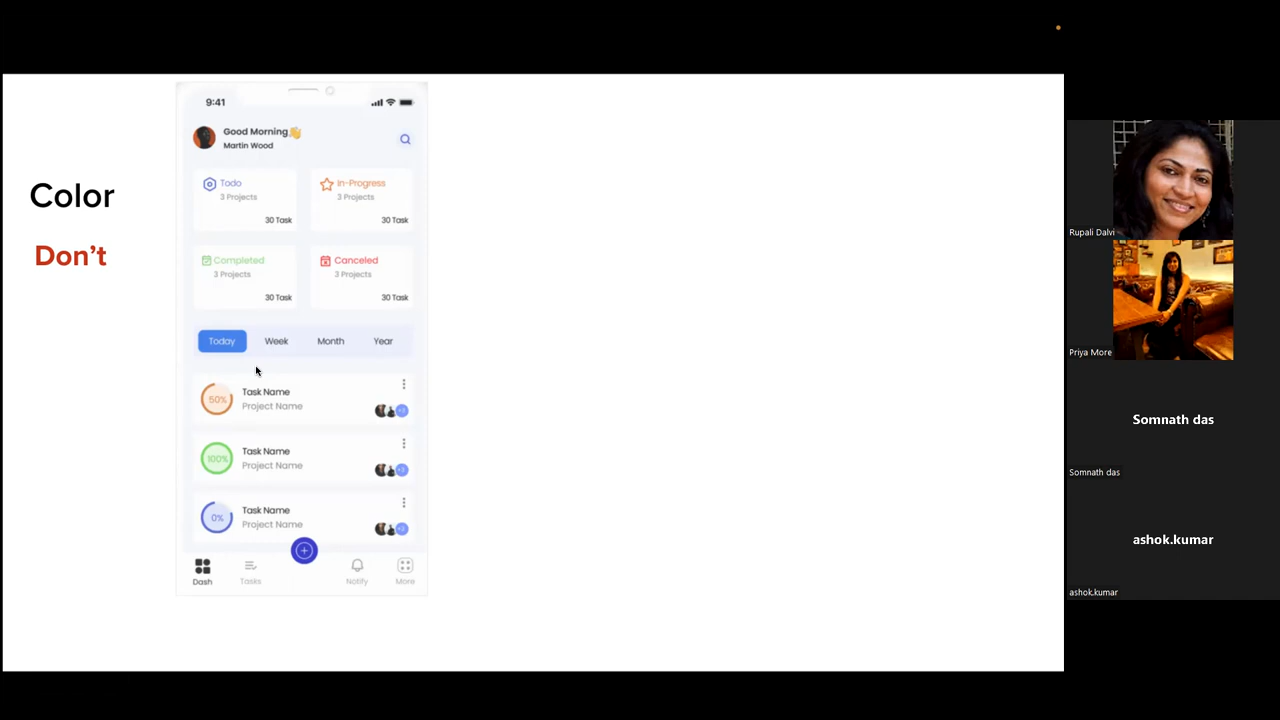 Color
Don't
9:41
Good Morning👋
Martin Wood
Todo
3 Projects
30 Task
In-Progress
3 Projects
30 Task
Completed
3 Projects
30 Task
Canceled
3 Projects
30 Task
Today Week Month Year
50%
Task Name
Project Name
100%
Task Name
Project Name
0%
Task Name
Project Name
Dash Tasks Notify More
Rupali Dalvi
Priya More
Somnath das
Somnath das
ashok.kumar
ashok.kumar